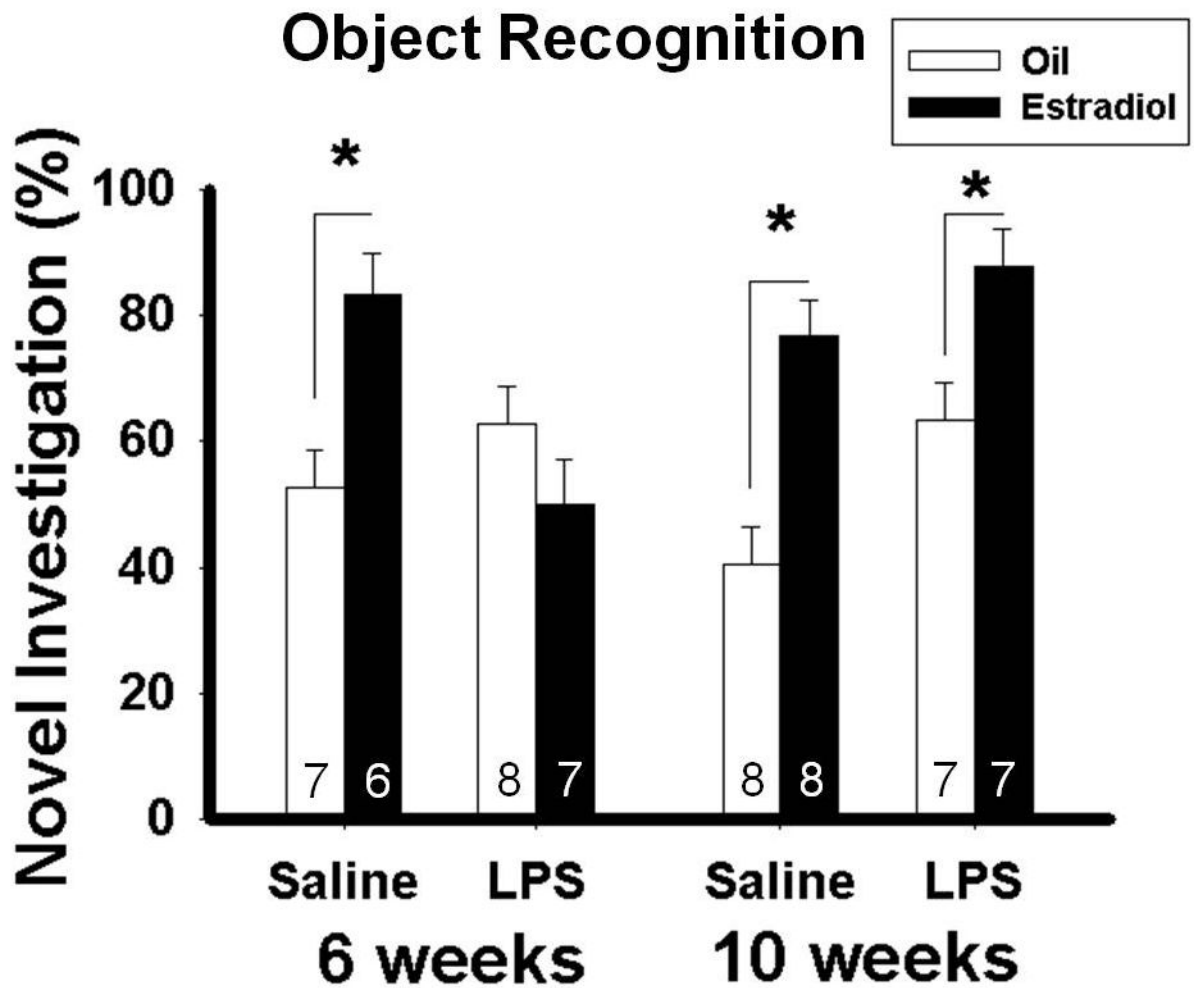 Object Recognition
Oil
Estradiol
Novel Investigation (%)
*
*
*
100
80
60
40
20
0
7 6 8 7 8 8 7 7
Saline LPS Saline LPS
6 weeks 10 weeks